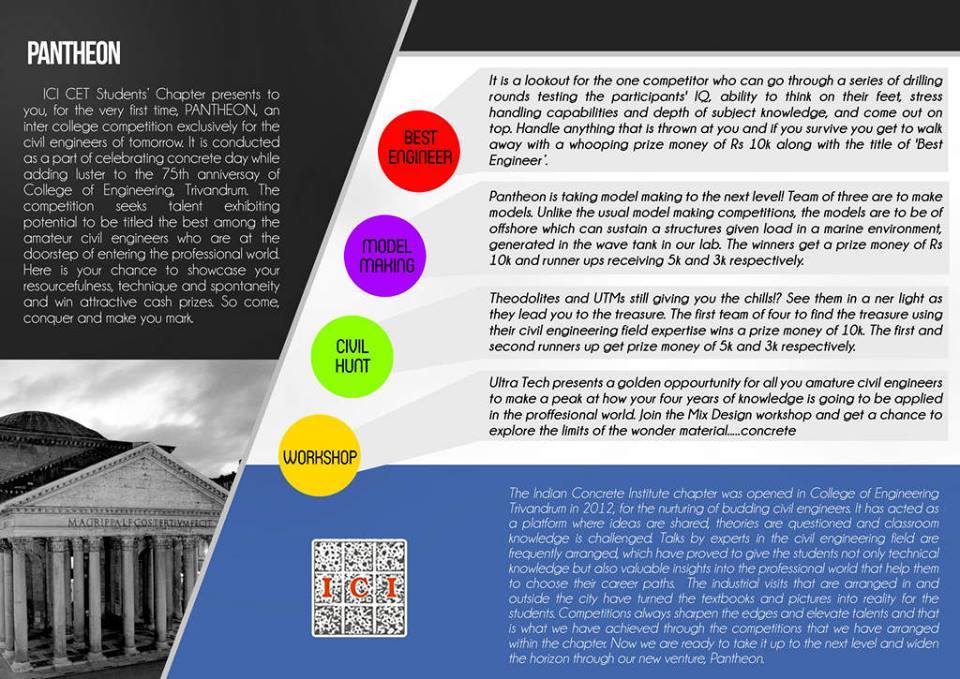 PANTHEON
ICI CET Students' Chapter presents to
you, for the very first time, PANTHEON, an
inter college competition exclusively for the
civil engineers of tomorrow. It is conducted
as a part of celebrating concrete day while
adding luster to the 75th anniversay of
College of Engineering, Trivandrum. The
competition seeks talent exhibiting
potential to be titled the best among the
amateur civil engineers who are at the
doorstep of entering the professional world.
Here is your chance to showcase your
resourcefulness, technique and spontaneity
and win attractive cash prizes. So come,
conquer and make you mark.
M·AGRIPPA·L·F·COS·TERTIVM·FECIT
BEST
ENGINEER
It is a lookout for the one competitor who can go through a series of drilling
rounds testing the participants' IQ, ability to think on their feet, stress
handling capabilities and depth of subject knowledge, and come out on
top. Handle anything that is thrown at you and if you survive you get to walk
away with a whooping prize money of Rs 10k along with the title of 'Best
Engineer'.
MODEL
MAKING
Pantheon is taking model making to the next level! Team of three are to make
models. Unlike the usual model making competitions, the models are to be of
offshore which can sustain a structures given load in a marine environment,
generated in the wave tank in our lab. The winners get a prize money of Rs
10k and runner ups receiving 5k and 3k respectively.
CIVIL
HUNT
Theodolites and UTMs still giving you the chills!? See them in a ner light as
they lead you to the treasure. The first team of four to find the treasure using
their civil engineering field expertise wins a prize money of 10k. The first and
second runners up get prize money of 5k and 3k respectively.
WORKSHOP
Ultra Tech presents a golden oppourtunity for all you amature civil engineers
to make a peak at how your four years of knowledge is going to be applied
in the proffesional world. Join the Mix Design workshop and get a chance to
explore the limits of the wonder material.....concrete
ICI
The Indian Concrete Institute chapter was opened in College of Engineering
Trivandrum in 2012, for the nurturing of budding civil engineers. It has acted as
a platform where ideas are shared, theories are questioned and classroom
knowledge is challenged. Talks by experts in the civil engineering field are
frequently arranged, which have proved to give the students not only technical
knowledge but also valuable insights into the professional world that help them
to choose their career paths. The industrial visits that are arranged in and
outside the city have turned the textbooks and pictures into reality for the
students. Competitions always sharpen the edges and elevate talents and that
is what we have achieved through the competitions that we have arranged
within the chapter. Now we are ready to take it up to the next level and widen
the horizon through our new venture, Pantheon.